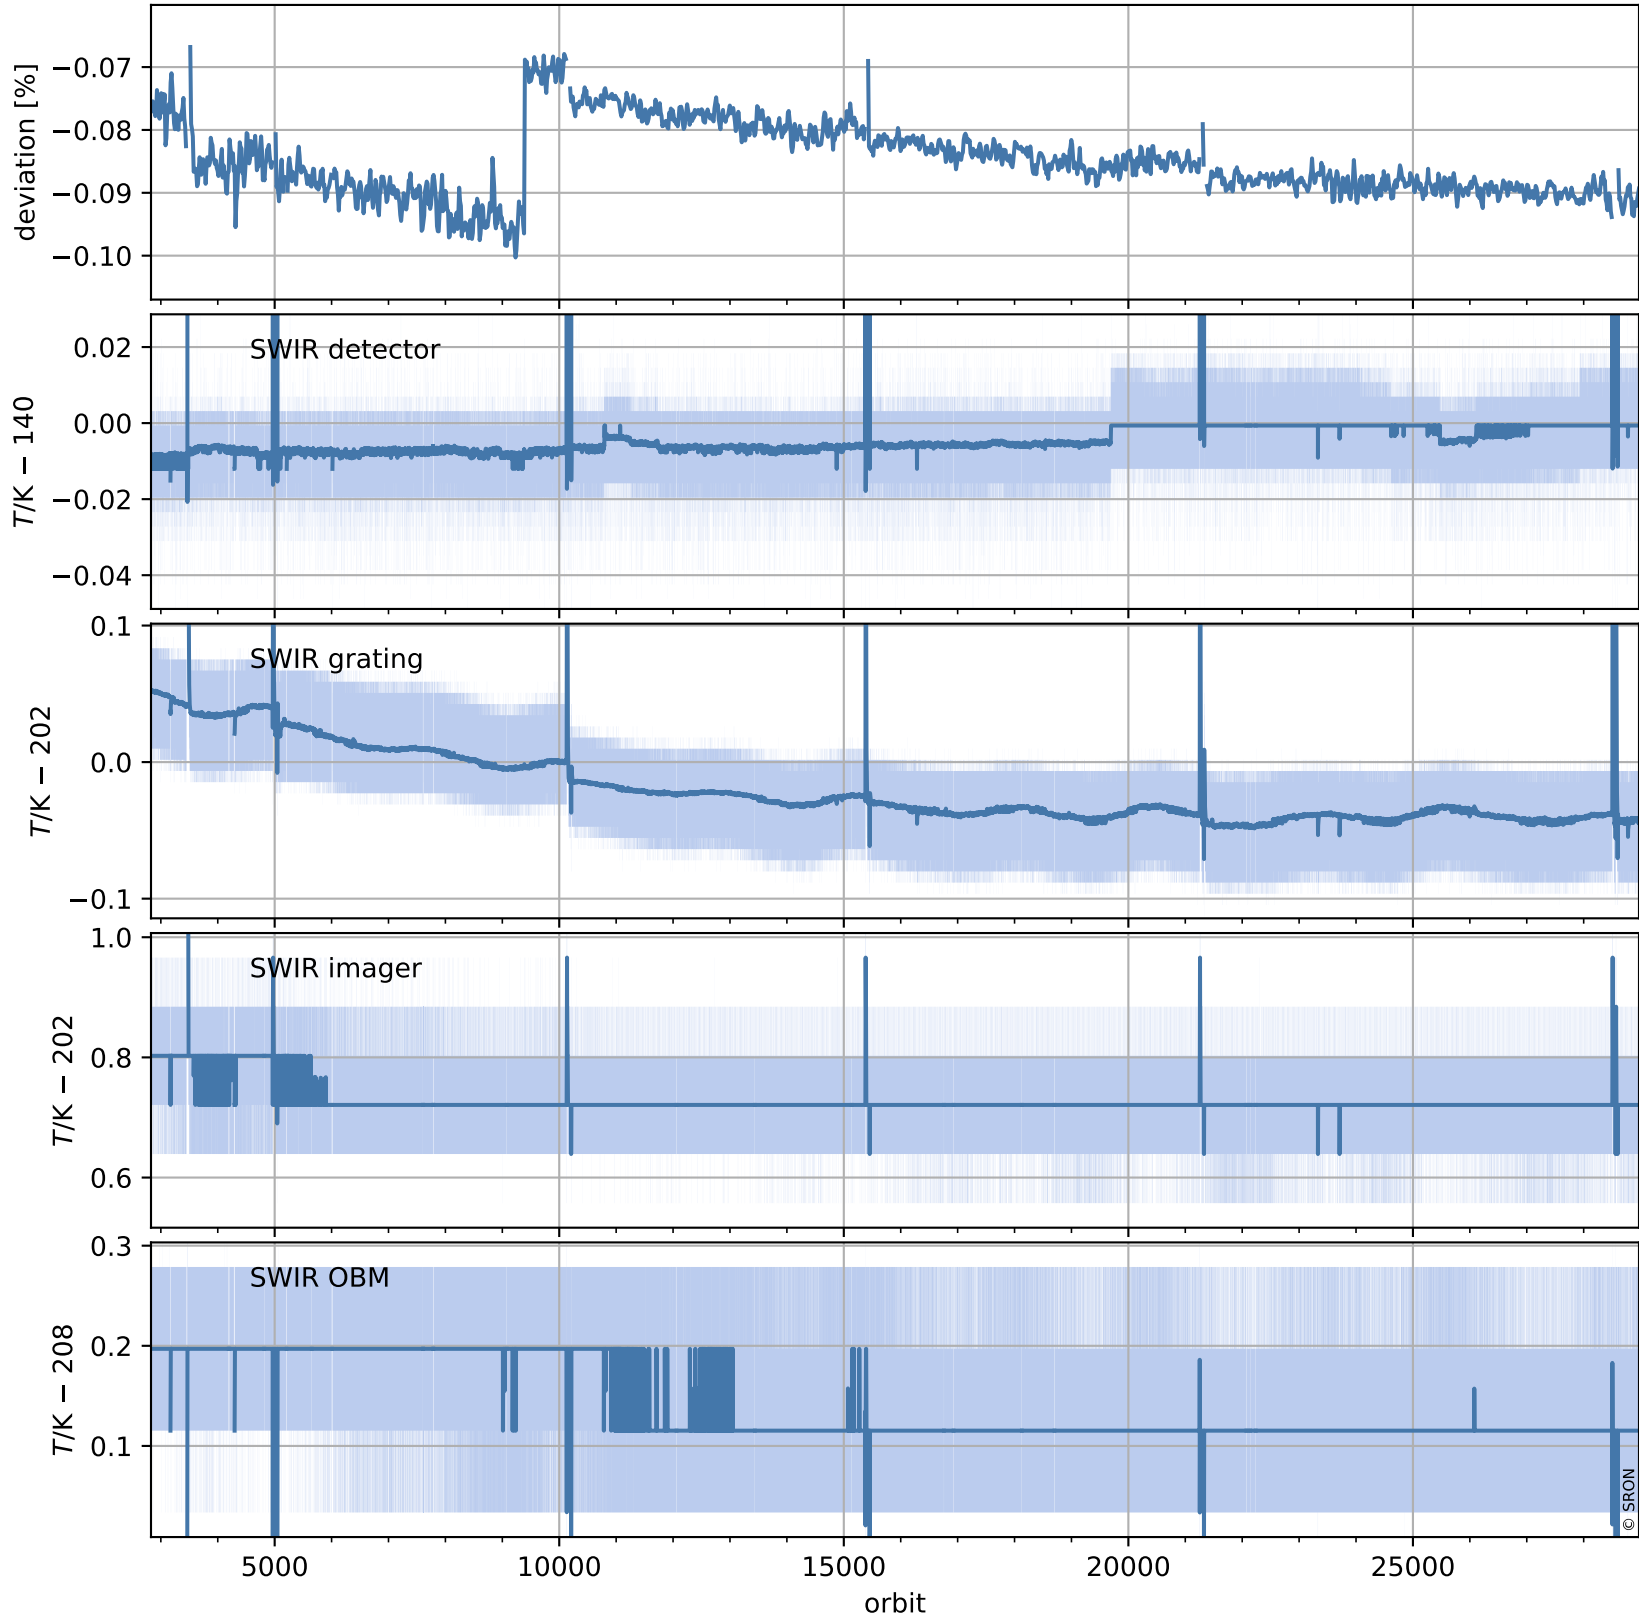 deviation [%]
−0.07
−0.08
−0.09
−0.10
T/K − 140
SWIR detector
0.02
0.00
−0.02
−0.04
T/K − 202
SWIR grating
0.1
0.0
−0.1
T/K − 202
SWIR imager
1.0
0.8
0.6
T/K − 208
SWIR OBM
0.3
0.2
0.1
© SRON
5000 10000 15000 20000 25000
orbit